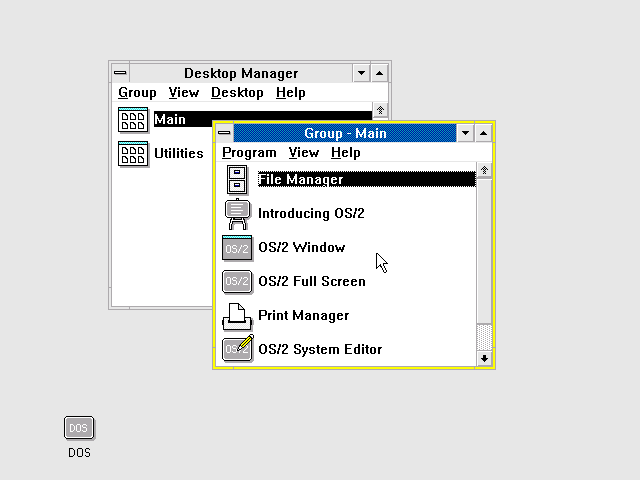 Desktop Manager
Group View Desktop Help
Main
Utilities
Group - Main
Program View Help
File Manager
Introducing OS/2
OS/2 OS/2 Window
OS/2 OS/2 Full Screen
Print Manager
OS/2 OS/2 System Editor
DOS
DOS